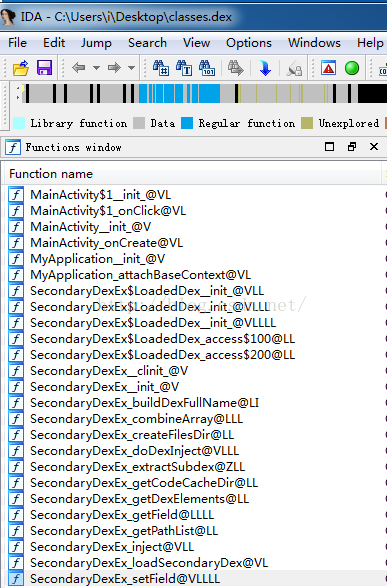 IDA - C:\Users\i\Desktop\classes.dex
File Edit Jump Search View Options Windows Help
Library function Data Regular function Unexplored
Functions window
Function name
MainActivity$1__init_@VL
MainActivity$1_onClick@VL
MainActivity__init_@V
MainActivity_onCreate@VL
MyApplication__init_@V
MyApplication_attachBaseContext@VL
SecondaryDexEx$LoadedDex__init_@VLL
SecondaryDexEx$LoadedDex__init_@VLLL
SecondaryDexEx$LoadedDex__init_@VLLLL
SecondaryDexEx$LoadedDex_access$100@LL
SecondaryDexEx$LoadedDex_access$200@LL
SecondaryDexEx__clinit_@V
SecondaryDexEx__init_@V
SecondaryDexEx_buildDexFullName@LI
SecondaryDexEx_combineArray@LLL
SecondaryDexEx_createFilesDir@LL
SecondaryDexEx_doDexInject@VLLL
SecondaryDexEx_extractSubdex@ZLL
SecondaryDexEx_getCodeCacheDir@LL
SecondaryDexEx_getDexElements@LL
SecondaryDexEx_getField@LLLL
SecondaryDexEx_getPathList@LL
SecondaryDexEx_inject@VLL
SecondaryDexEx_loadSecondaryDex@VL
SecondaryDexEx_setField@VLLLL